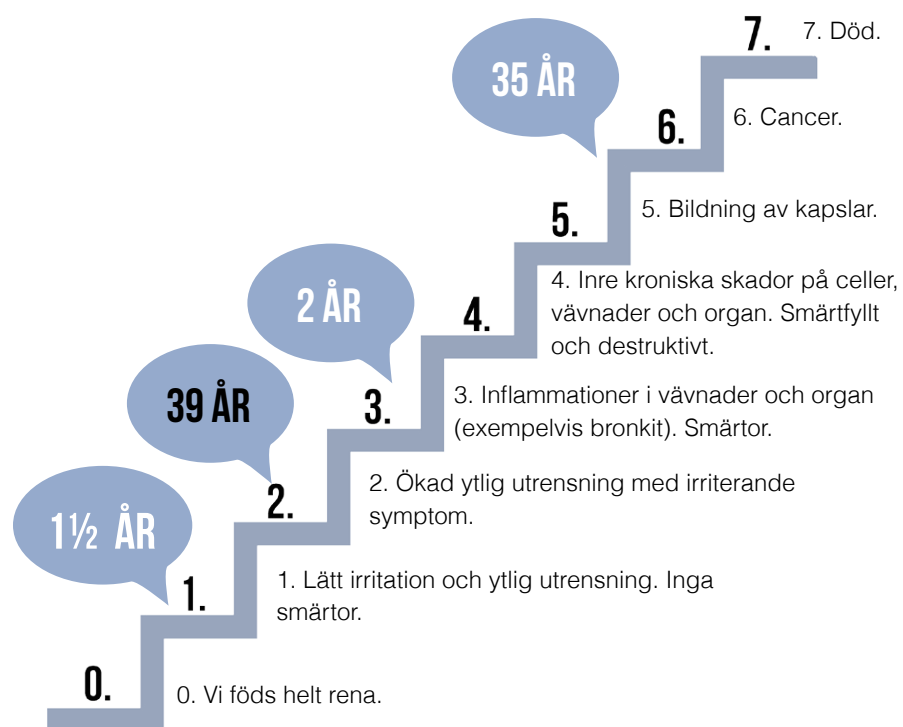 7.
7. Död.
35 ÅR
6.
6. Cancer.
5.
5. Bildning av kapslar.
2 ÅR
4.
4. Inre kroniska skador på celler,
vävnader och organ. Smärtfyllt
och destruktivt.
39 ÅR
3.
3. Inflammationer i vävnader och organ
(exempelvis bronkit). Smärtor.
1½ ÅR
2.
2. Ökad ytlig utrensning med irriterande
symptom.
1.
1. Lätt irritation och ytlig utrensning. Inga
smärtor.
0.
0. Vi föds helt rena.